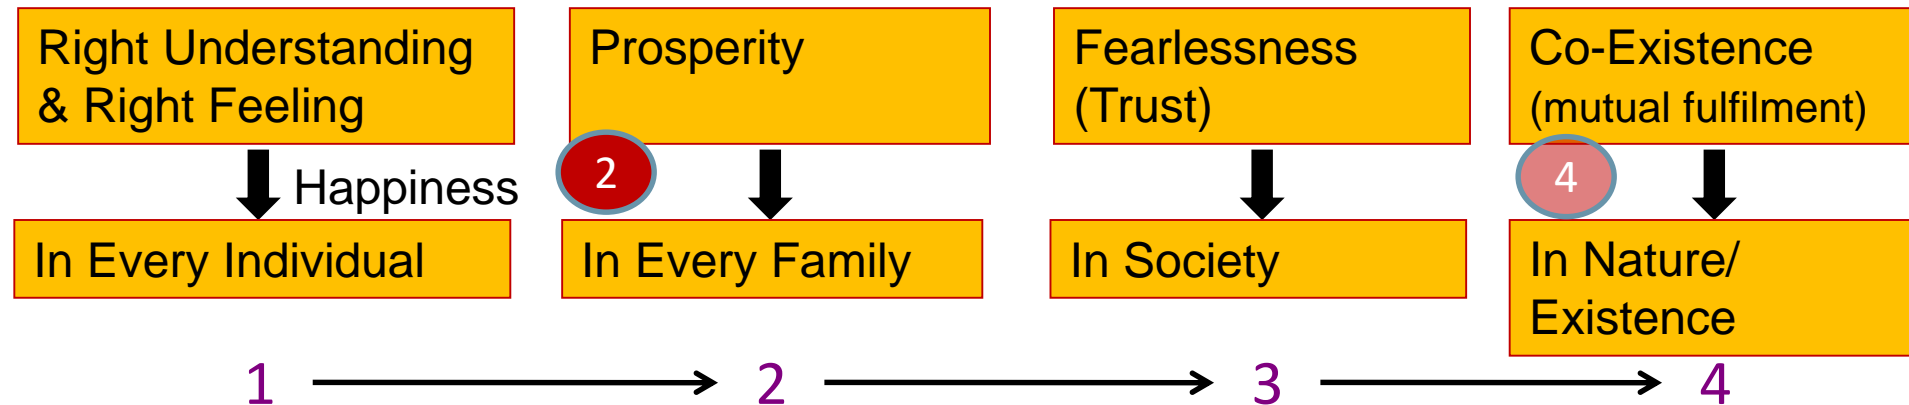 Right Understanding
& Right Feeling
Prosperity
Fearlessness
(Trust)
Co-Existence
(mutual fulfilment)
Happiness
2
4
In Every Individual
In Every Family
In Society
In Nature/
Existence
1
2
3
4